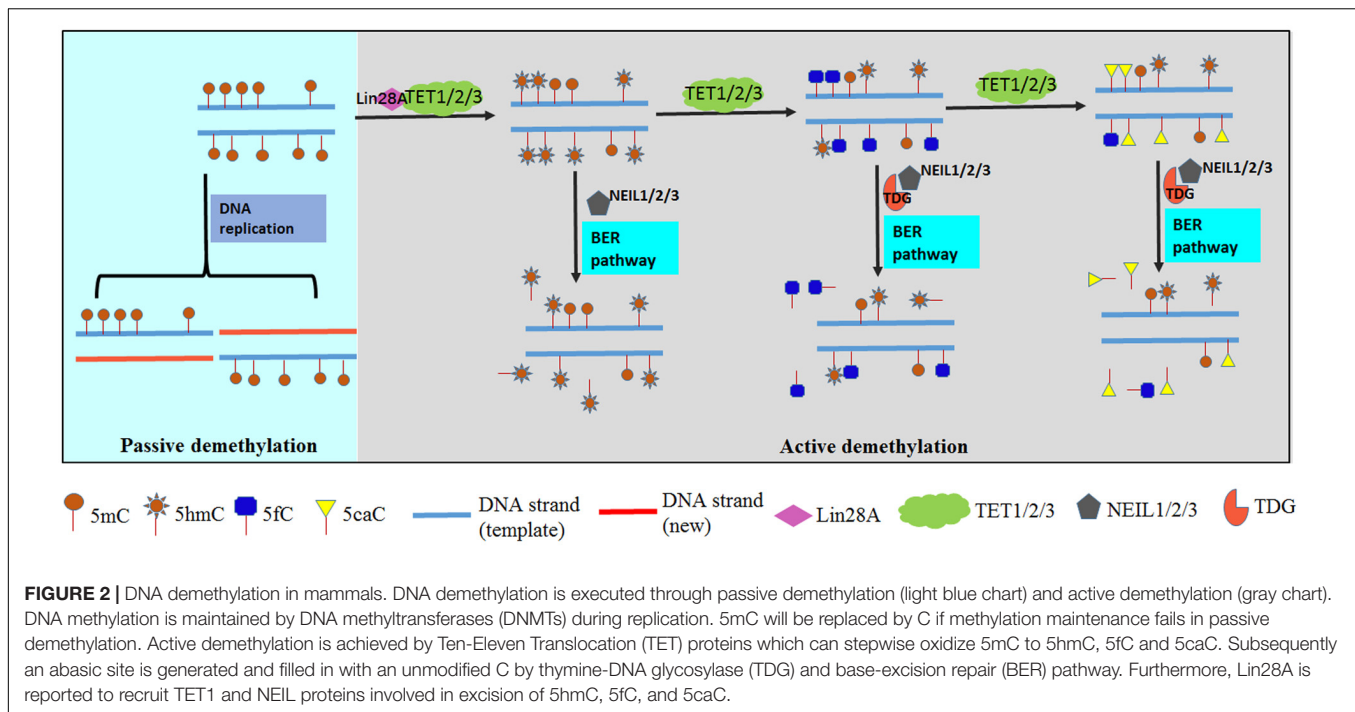 Lin28A TET1/2/3
TET1/2/3
TET1/2/3
DNA
replication
NEIL1/2/3
BER
pathway
NEIL1/2/3
TDG
BER
pathway
NEIL1/2/3
TDG
BER
pathway
Passive demethylation
Active demethylation
5mC 5hmC 5fC 5caC DNA strand (template) DNA strand (new) Lin28A TET1/2/3 NEIL1/2/3 TDG
FIGURE 2 | DNA demethylation in mammals. DNA demethylation is executed through passive demethylation (light blue chart) and active demethylation (gray chart).
DNA methylation is maintained by DNA methyltransferases (DNMTs) during replication. 5mC will be replaced by C if methylation maintenance fails in passive
demethylation. Active demethylation is achieved by Ten-Eleven Translocation (TET) proteins which can stepwise oxidize 5mC to 5hmC, 5fC and 5caC. Subsequently
an abasic site is generated and filled in with an unmodified C by thymine-DNA glycosylase (TDG) and base-excision repair (BER) pathway. Furthermore, Lin28A is
reported to recruit TET1 and NEIL proteins involved in excision of 5hmC, 5fC, and 5caC.